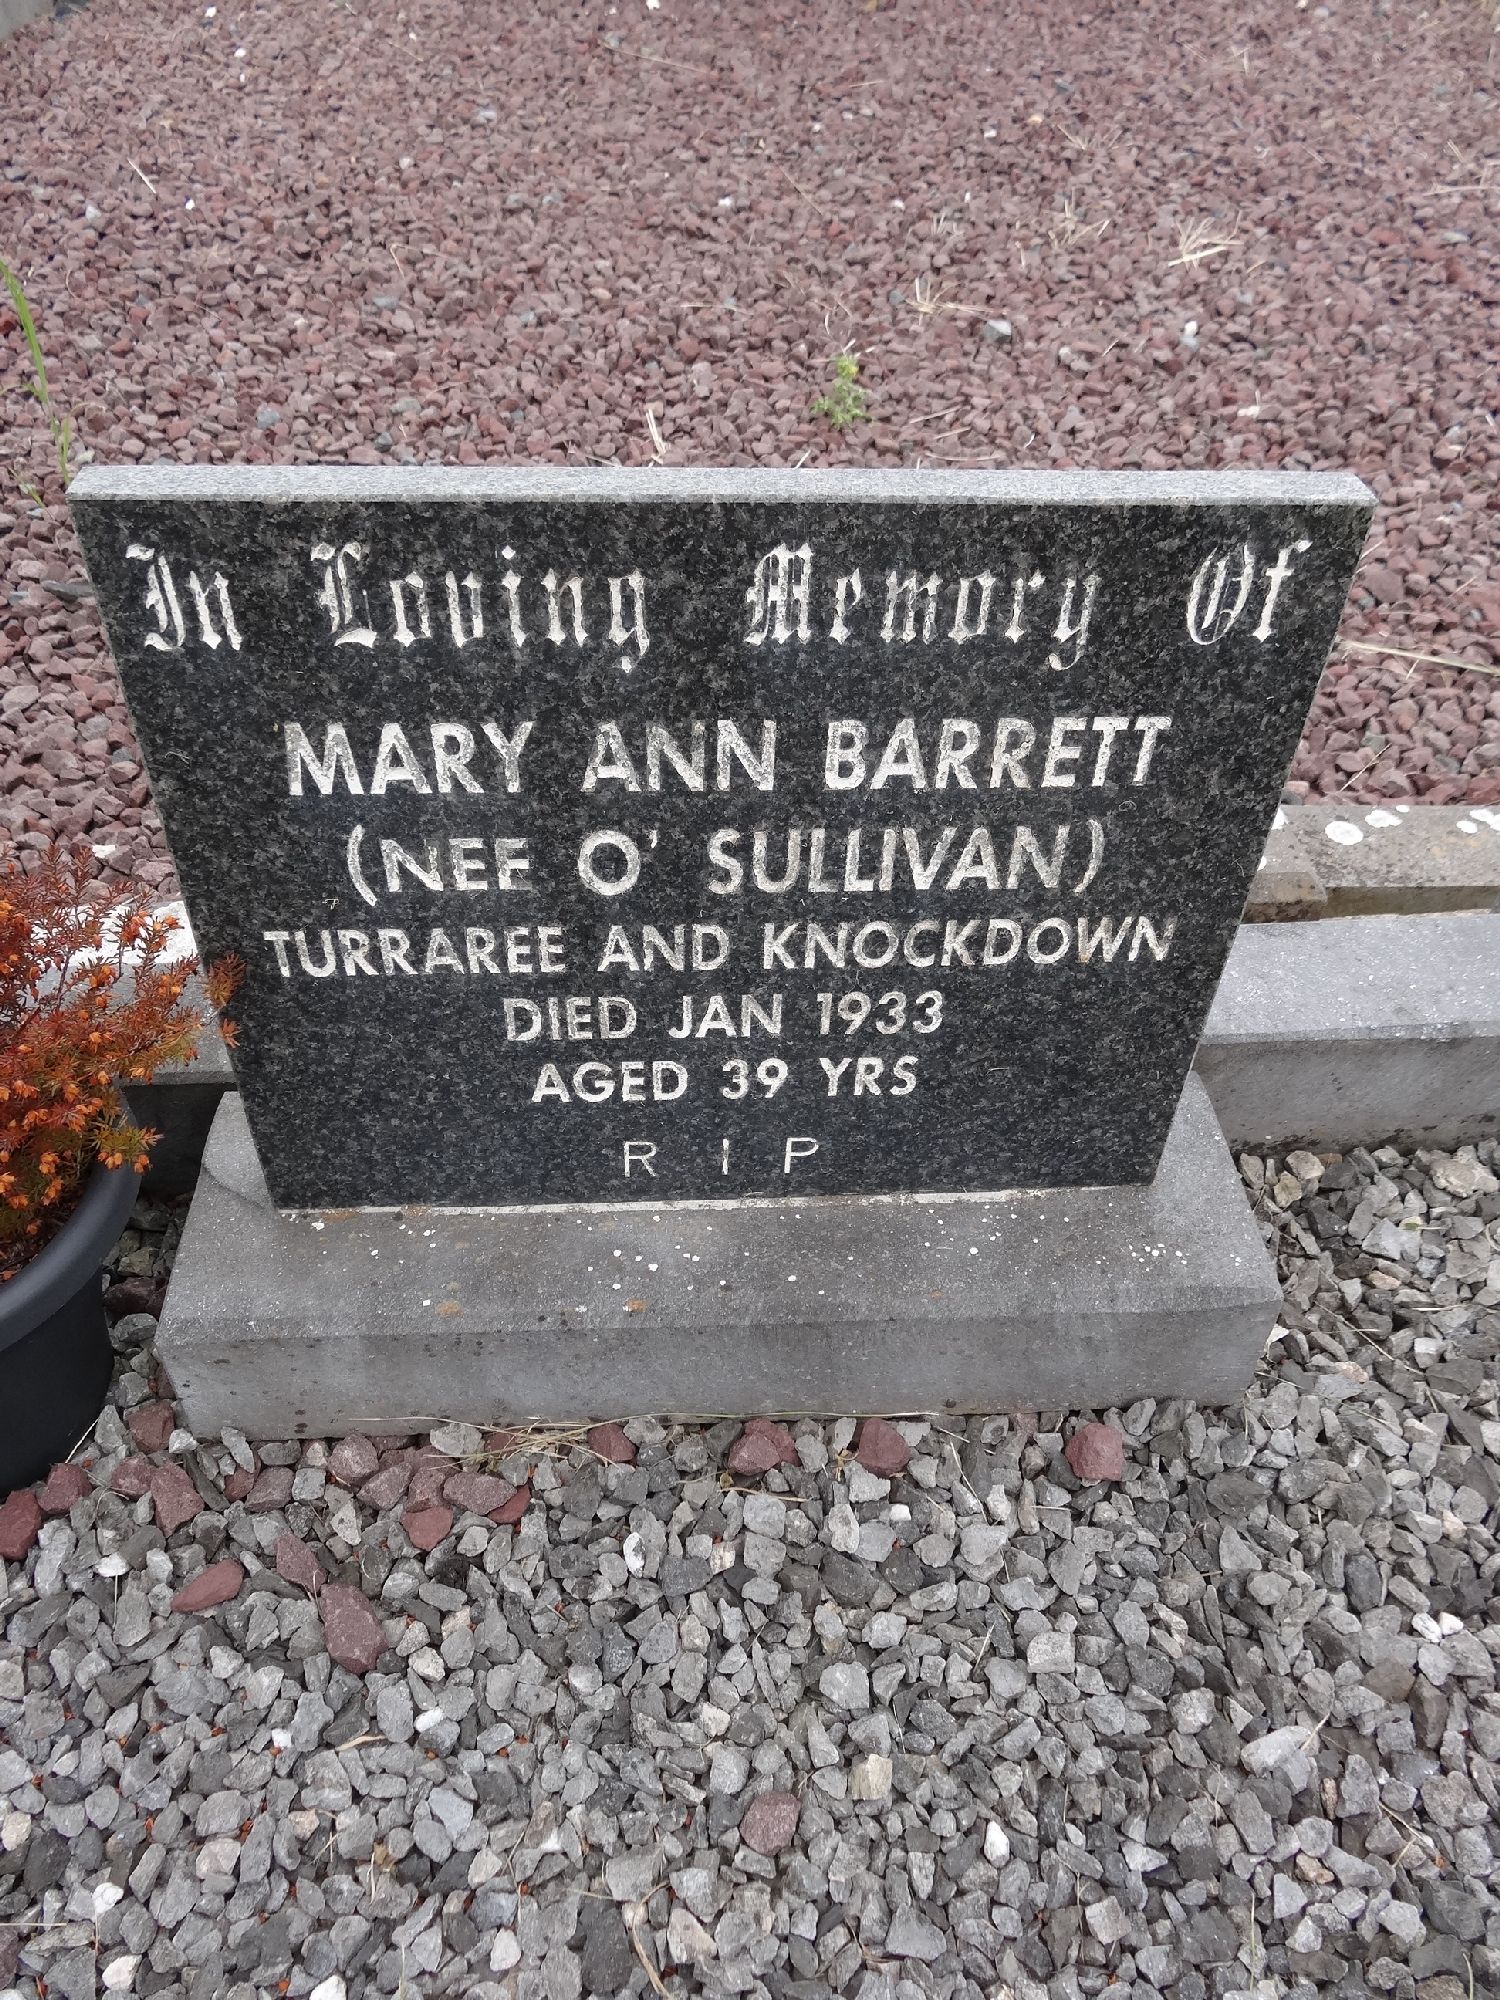 In Loving Memory Of
MARY ANN BARRETT
(NEE O' SULLIVAN)
TURRAREE AND KNOCKDOWN
DIED JAN 1933
AGED 39 YRS
R I P